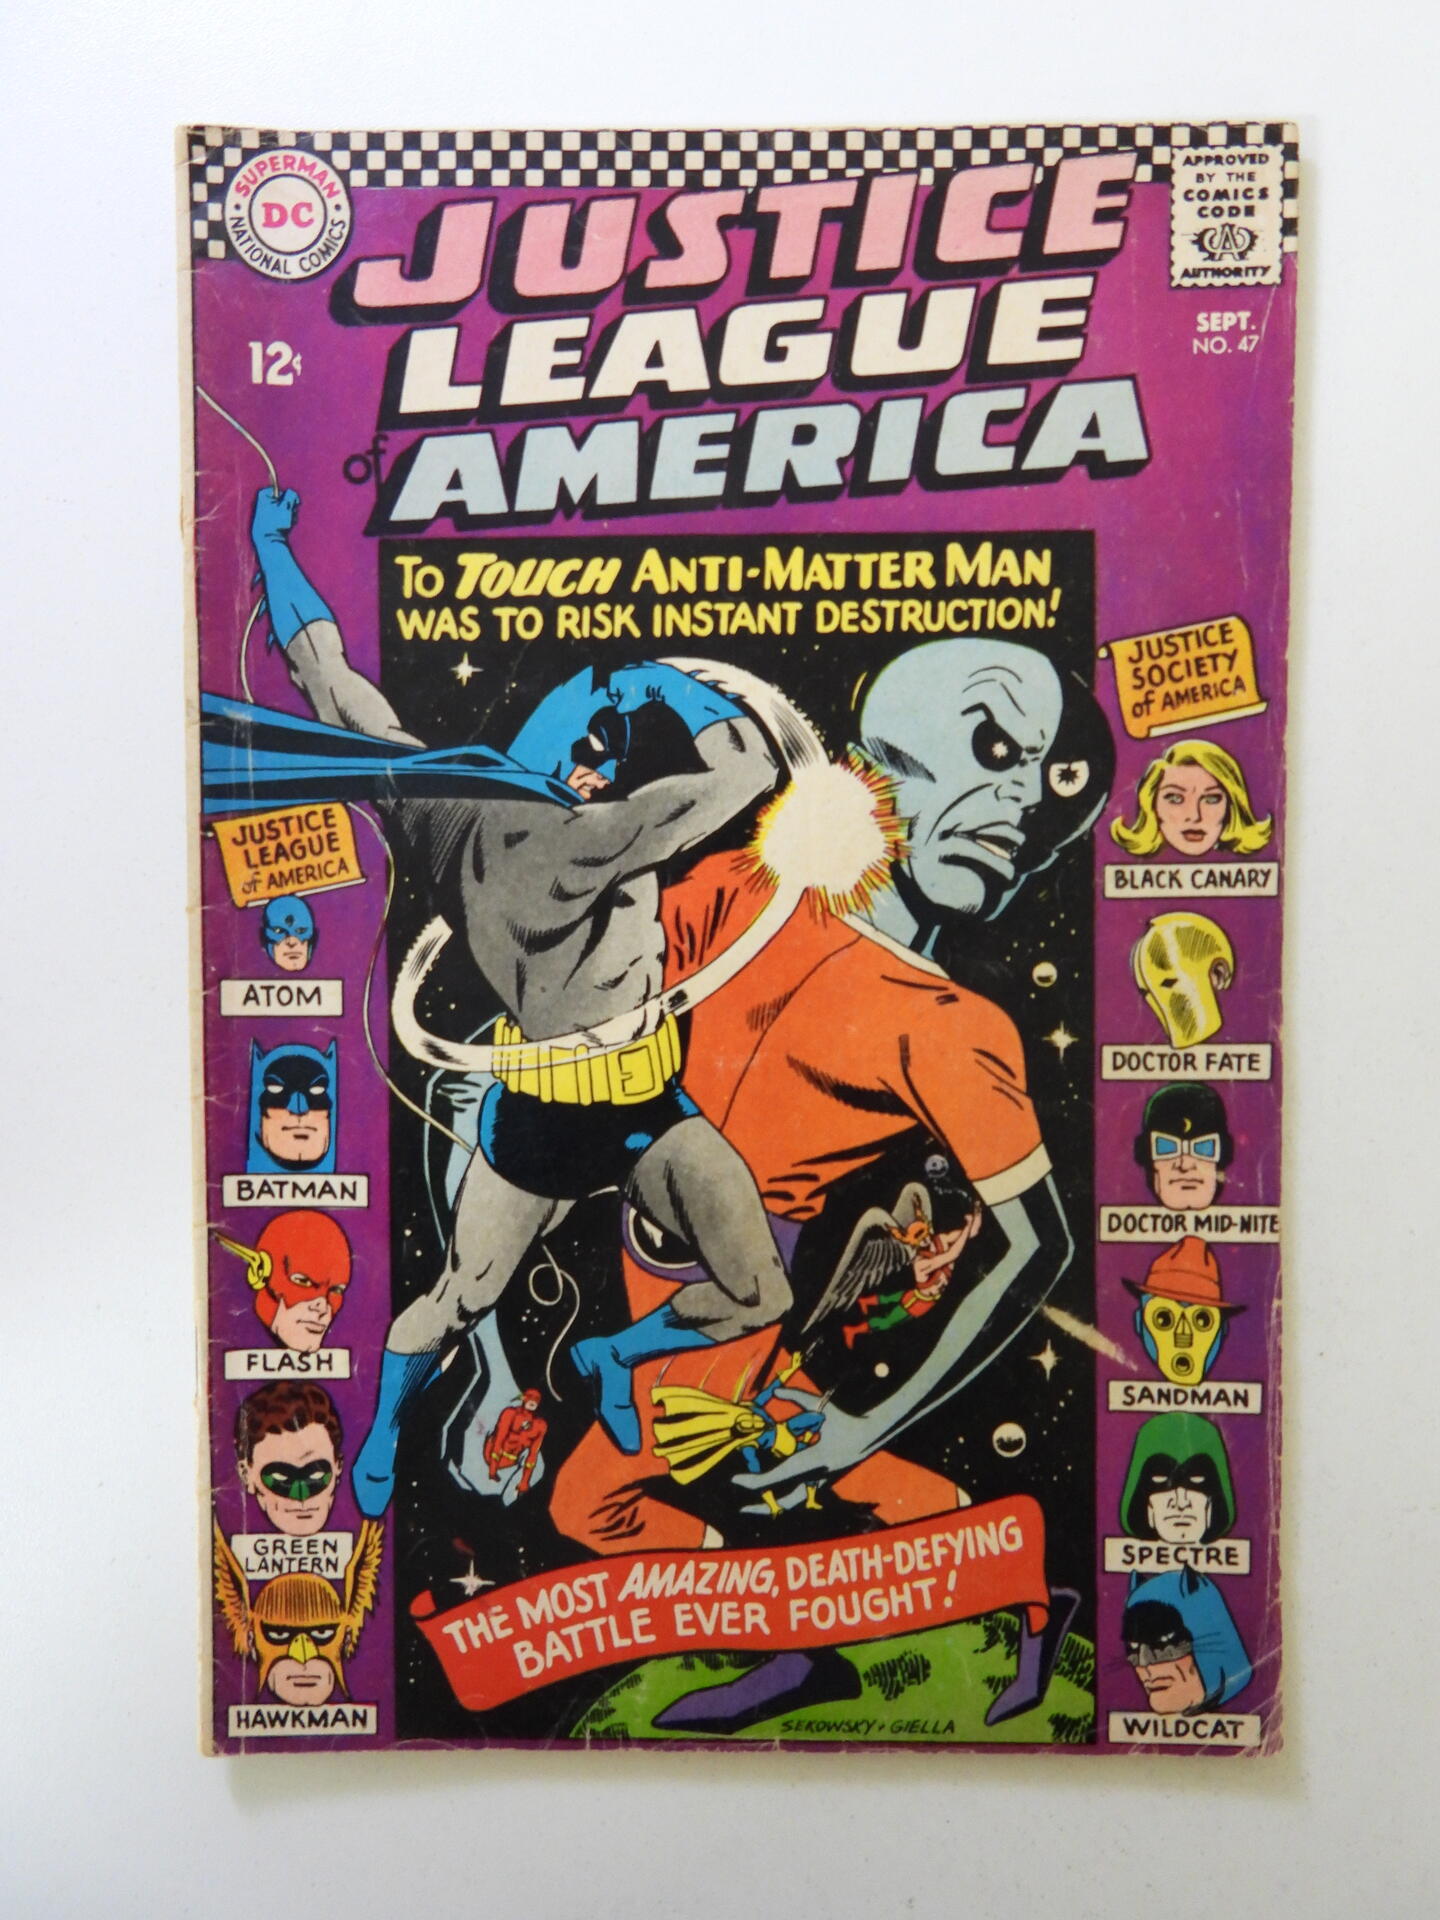 SUPERMAN
DC
NATIONAL COMICS
JUSTICE
LEAGUE
of AMERICA
APPROVED
BY THE
COMICS
CODE
CA
AUTHORITY
12¢
SEPT.
NO. 47
TO TOUCH ANTI-MATTER MAN
WAS TO RISK INSTANT DESTRUCTION!
JUSTICE
LEAGUE
of AMERICA
ATOM
BATMAN
FLASH
GREEN
LANTERN
HAWKMAN
JUSTICE
SOCIETY
of AMERICA
BLACK CANARY
DOCTOR FATE
DOCTOR MID-NITE
SANDMAN
SPECTRE
WILDCAT
THE MOST AMAZING, DEATH-DEFYING
BATTLE EVER FOUGHT!
SEKOWSKY + GIELLA